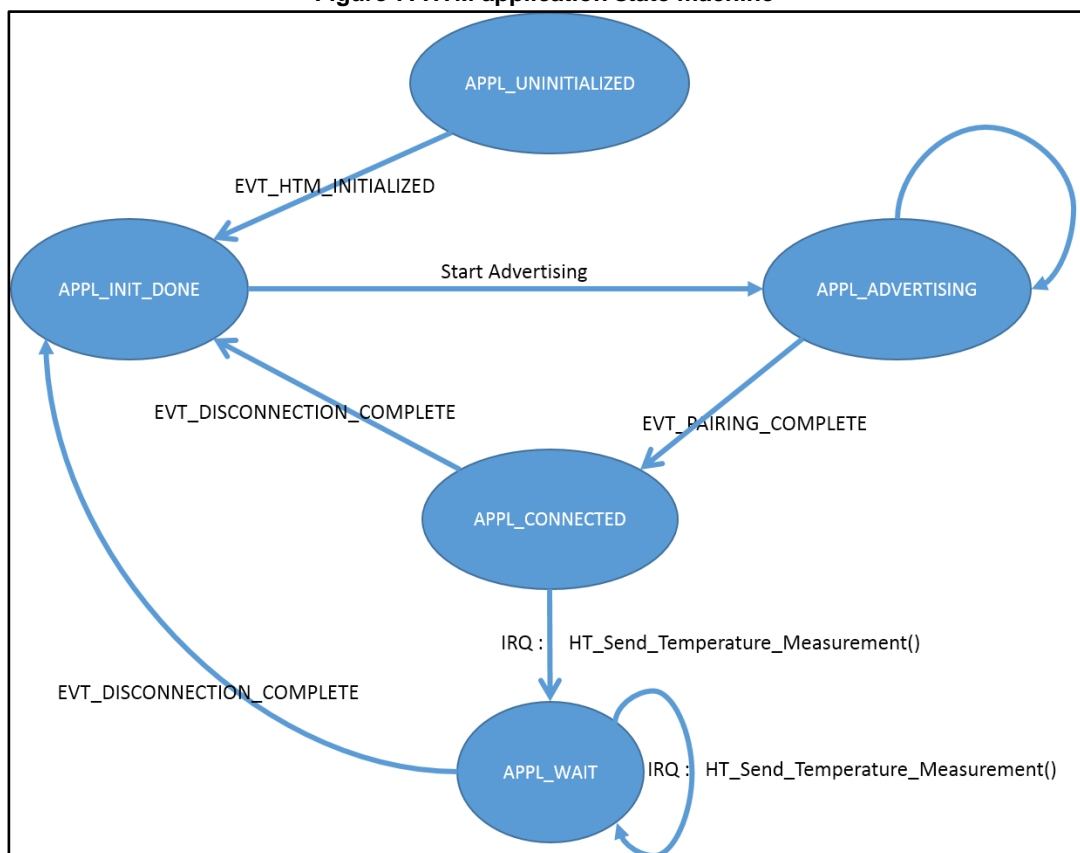 APPL_UNINITIALIZED
EVT_HTM_INITIALIZED
APPL_INIT_DONE
Start Advertising
APPL_ADVERTISING
EVT_DISCONNECTION_COMPLETE
EVT_PAIRING_COMPLETE
APPL_CONNECTED
IRQ : HT_Send_Temperature_Measurement()
EVT_DISCONNECTION_COMPLETE
APPL_WAIT
IRQ : HT_Send_Temperature_Measurement()